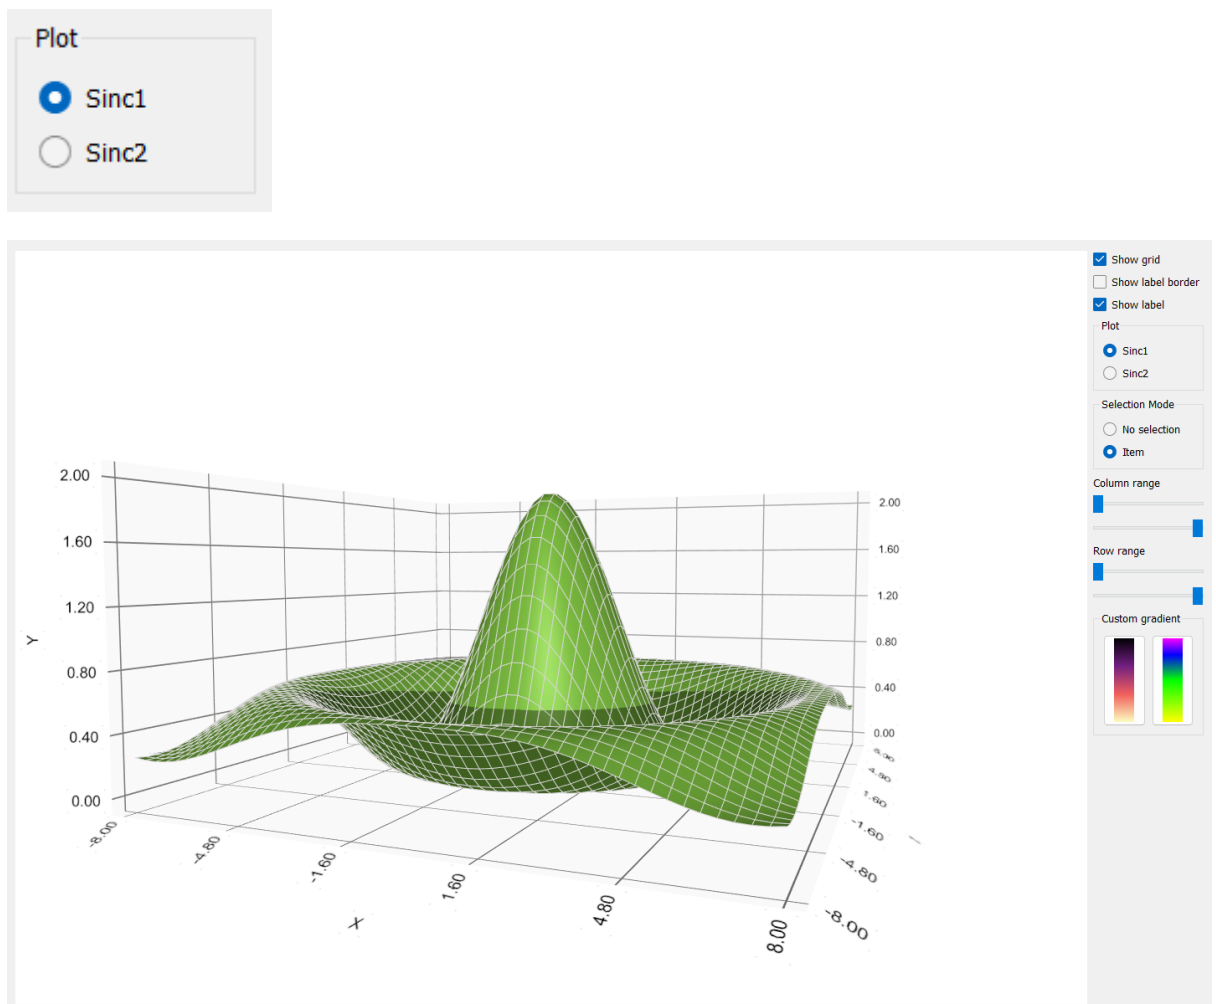 Plot
Sinc1
Sinc2
Show grid
Show label border
Show label
Plot
Sinc1
Sinc2
Selection Mode
No selection
Item
Column range
Row range
Custom gradient
2.00
1.60
1.20
0.80
0.40
0.00
Y
2.00
1.60
1.20
0.80
0.40
0.00
-8.00
-4.80
-1.60
1.60
4.80
8.00
X
4.80
1.60
-1.60
-4.80
-8.00